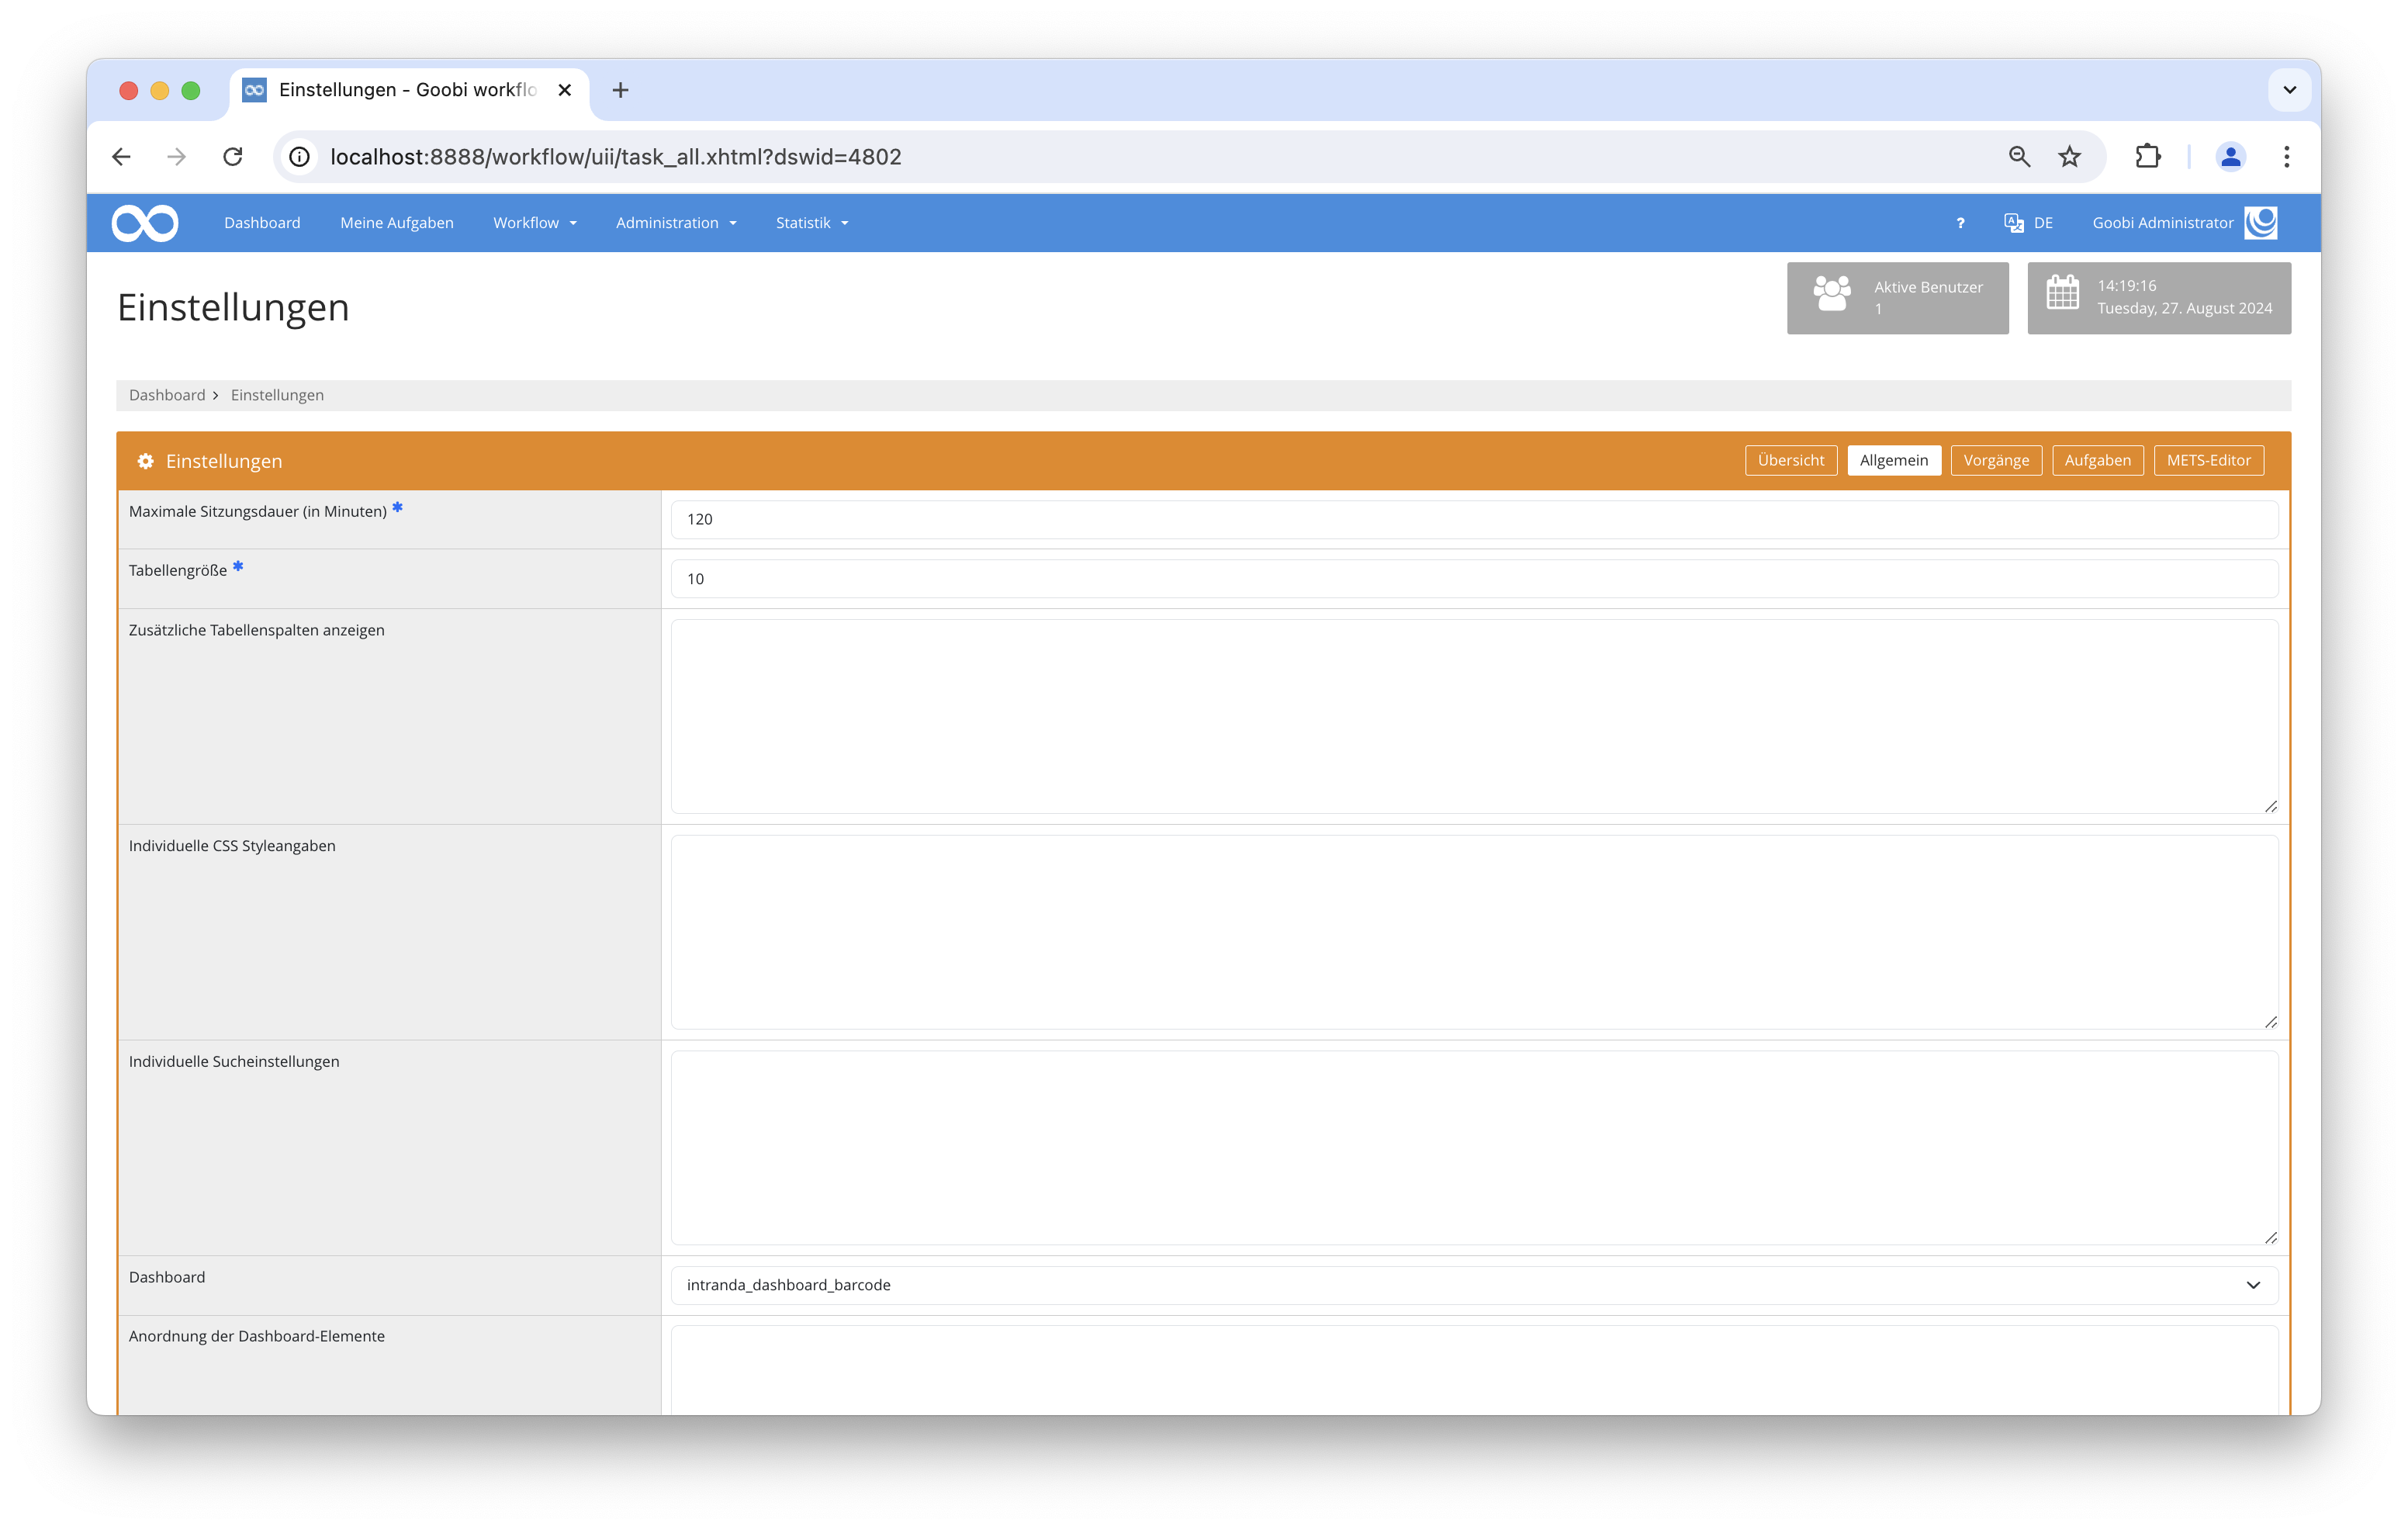 Einstellungen - Goobi workflo
localhost:8888/workflow/uii/task_all.xhtml?dswid=4802
Dashboard Meine Aufgaben Workflow Administration Statistik ? DE Goobi Administrator
Einstellungen
Aktive Benutzer
1
14:19:16
Tuesday, 27. August 2024
Dashboard > Einstellungen
Einstellungen Übersicht Allgemein Vorgänge Aufgaben METS-Editor
Maximale Sitzungsdauer (in Minuten) * 120
Tabellengröße * 10
Zusätzliche Tabellenspalten anzeigen
Individuelle CSS Styleangaben
Individuelle Sucheinstellungen
Dashboard intranda_dashboard_barcode
Anordnung der Dashboard-Elemente